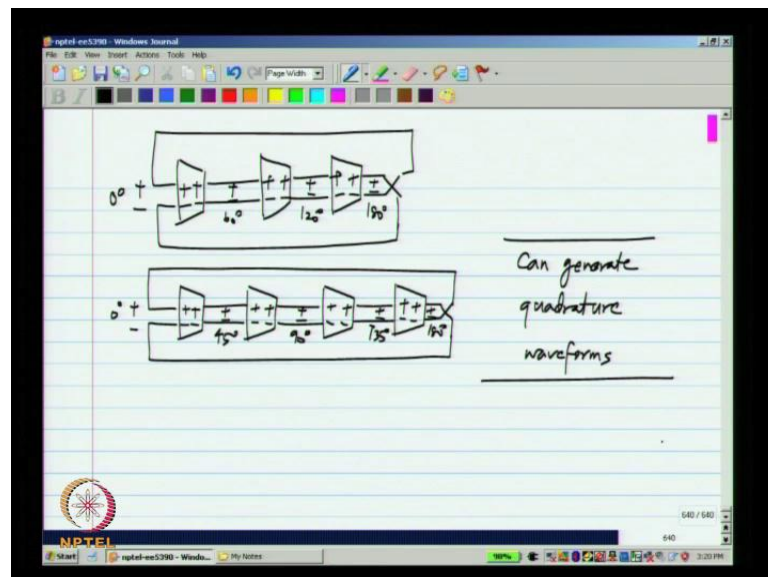 nptel-ee5390 - Windows Journal
File Edit View Insert Actions Tools Help
Page Width
B I
0° + -
+ + - -
+ - 60°
+ + - -
+ - 120°
+ + - -
+ - 180°
0° + -
+ + - -
+ - 45°
+ + - -
+ - 90°
+ + - -
+ - 135°
+ + - -
+ - 180°
Can generate
quadrature
waveforms
640 / 640
640
NPTEL
Start nptel-ee5390 - Windo... My Notes 98% 3:20 PM